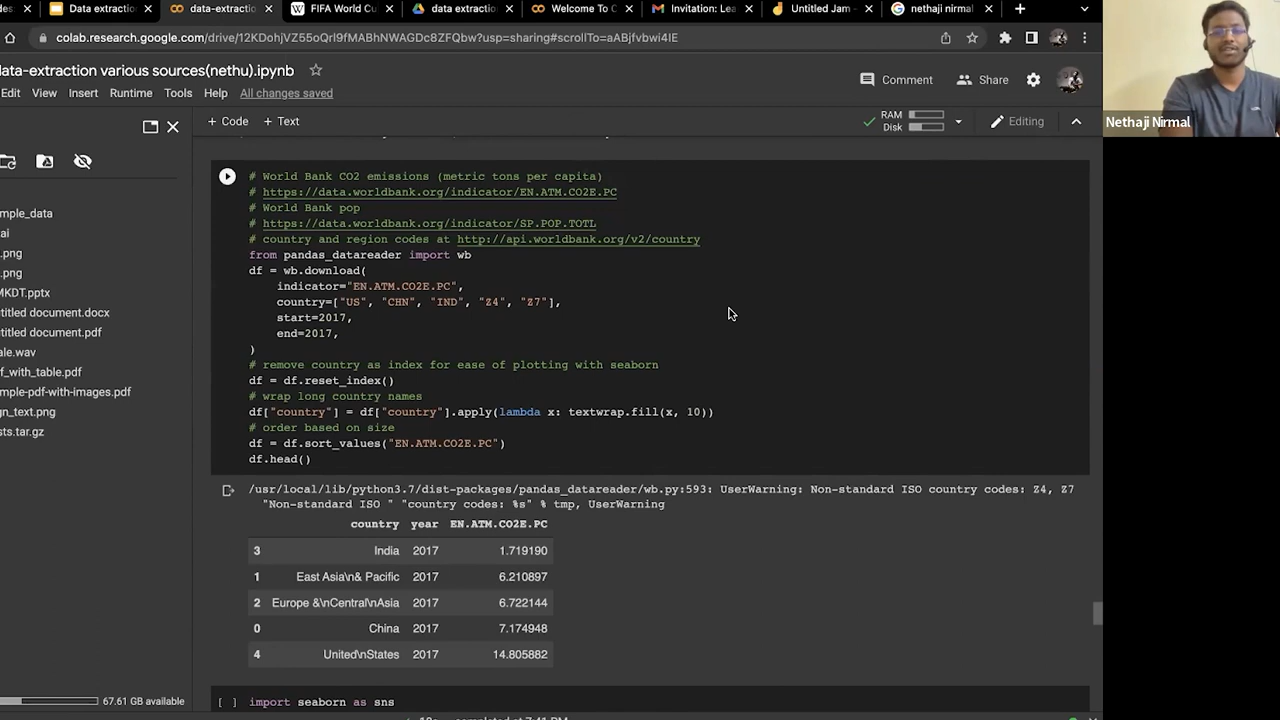 Data extraction
data-extraction
FIFA World Cu
data extractio
Welcome To C
Invitation: Lea
Untitled Jam -
nethaji nirmal
colab.research.google.com/drive/12KDohjVZ55oQrl9fMABhNWAGDc8ZFQbw?usp=sharing#scrollTo=aABjfvbwi4IE
ata-extraction various sources(nethu).ipynb
Comment
Share
Edit View Insert Runtime Tools Help All changes saved
+ Code + Text
RAM
Disk
Editing
Nethaji Nirmal
mple_data
ai
.png
.png
MKDT.pptx
titled document.docx
titled document.pdf
ale.wav
f_with_table.pdf
mple-pdf-with-images.pdf
gn_text.png
sts.tar.gz
67.61 GB available
# World Bank CO2 emissions (metric tons per capita)
# https://data.worldbank.org/indicator/EN.ATM.CO2E.PC
# World Bank pop
# https://data.worldbank.org/indicator/SP.POP.TOTL
# country and region codes at http://api.worldbank.org/v2/country
from pandas_datareader import wb
df = wb.download(
indicator="EN.ATM.CO2E.PC",
country=["US", "CHN", "IND", "Z4", "Z7"],
start=2017,
end=2017,
)
# remove country as index for ease of plotting with seaborn
df = df.reset_index()
# wrap long country names
df["country"] = df["country"].apply(lambda x: textwrap.fill(x, 10))
# order based on size
df = df.sort_values("EN.ATM.CO2E.PC")
df.head()
/usr/local/lib/python3.7/dist-packages/pandas_datareader/wb.py:593: UserWarning: Non-standard ISO country codes: Z4, Z7
"Non-standard ISO " "country codes: %s" % tmp, UserWarning
country year EN.ATM.CO2E.PC
3 India 2017 1.719190
1 East Asia\n& Pacific 2017 6.210897
2 Europe &\nCentral\nAsia 2017 6.722144
0 China 2017 7.174948
4 United\nStates 2017 14.805882
[ ] import seaborn as sns